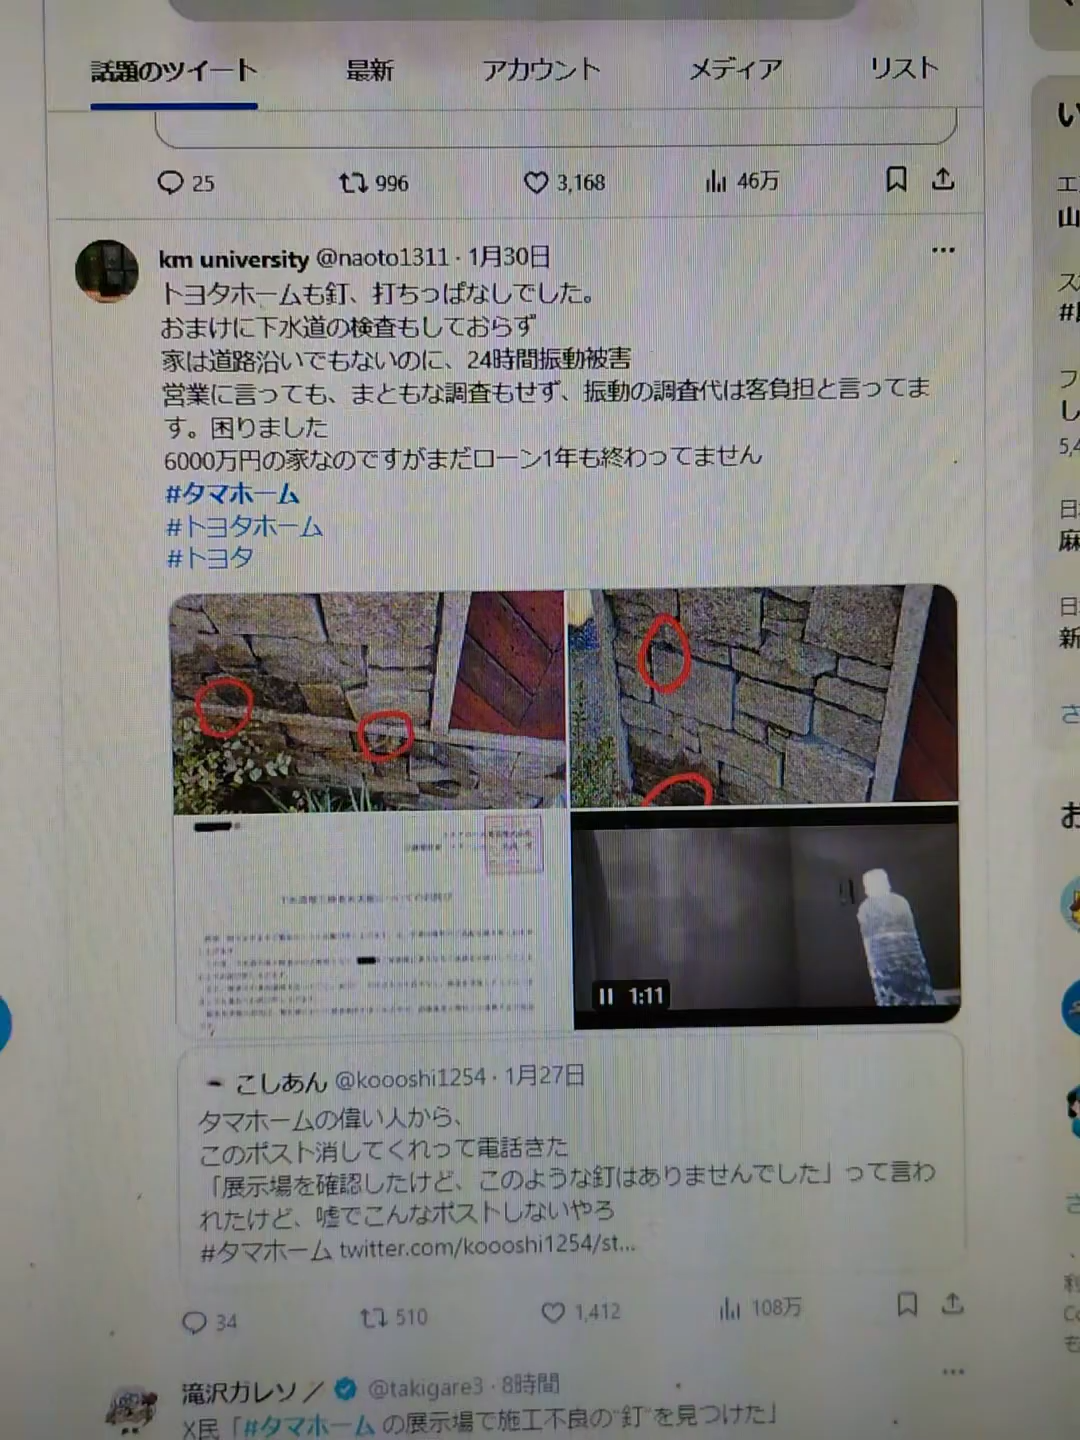 話題のツイート 最新 アカウント メディア リスト
25 996 3,168 46万
km university @naoto1311 · 1月30日
トヨタホームも釘、打ちっぱなしでした。
おまけに下水道の検査もしておらず
家は道路沿いでもないのに、24時間振動被害
営業に言っても、まともな調査もせず、振動の調査代は客負担と言ってま
す。困りました
6000万円の家なのですがまだローン1年も終わってません
#タマホーム
#トヨタホーム
#トヨタ
1:11
こしあん @koooshi1254 · 1月27日
タマホームの偉い人から、
このポスト消してくれって電話きた
「展示場を確認したけど、このような釘はありませんでした」って言わ
れたけど、嘘でこんなポストしないやろ
#タマホーム twitter.com/koooshi1254/st...
34 510 1,412 108万
滝沢ガレソ @takigare3 · 8時間
X民「#タマホーム の展示場で施工不良の"釘"を見つけた」
い
エ
山
ス
フ
し
5,4
日
麻
日
新
さ
お